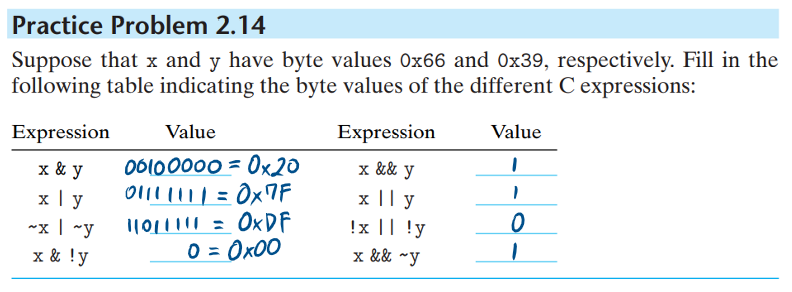 Practice Problem 2.14
Suppose that x and y have byte values 0x66 and 0x39, respectively. Fill in the
following table indicating the byte values of the different C expressions:
Expression Value Expression Value
x & y 00100000 = 0x20 x && y 1
x | y 01111111 = 0x7F x || y 1
~x | ~y 11011111 = 0xDF !x || !y 0
x & !y 0 = 0x00 x && ~y 1